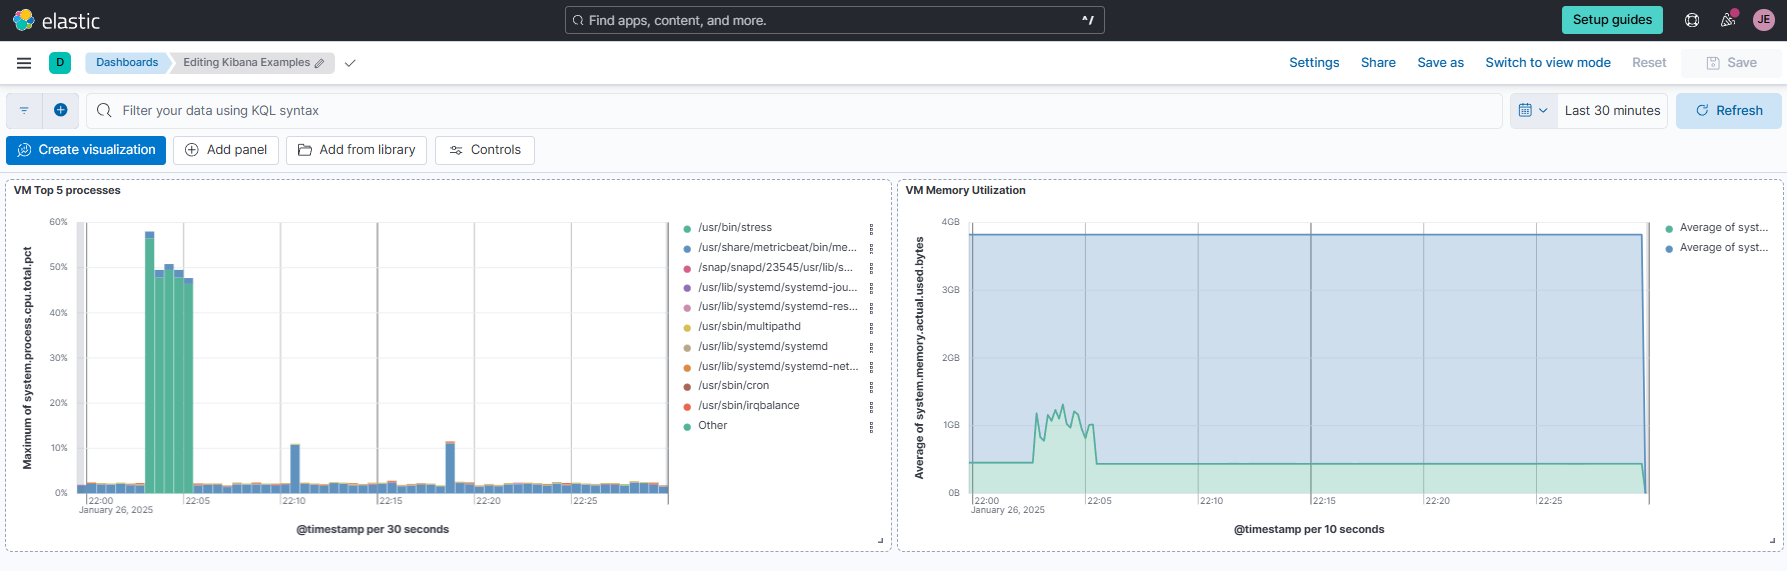 elastic
Find apps, content, and more.
^/
Setup guides
JE
D
Dashboards
Editing Kibana Examples
Settings
Share
Save as
Switch to view mode
Reset
Save
Filter your data using KQL syntax
Last 30 minutes
Refresh
Create visualization
Add panel
Add from library
Controls
VM Top 5 processes
Maximum of system.process.cpu.total.pct
60%
50%
40%
30%
20%
10%
0%
22:00
22:05
22:10
22:15
22:20
22:25
January 26, 2025
@timestamp per 30 seconds
/usr/bin/stress
/usr/share/metricbeat/bin/me...
/snap/snapd/23545/usr/lib/s...
/usr/lib/systemd/systemd-jou...
/usr/lib/systemd/systemd-res...
/usr/sbin/multipathd
/usr/lib/systemd/systemd
/usr/lib/systemd/systemd-net...
/usr/sbin/cron
/usr/sbin/irqbalance
Other
VM Memory Utilization
Average of system.memory.actual.used.bytes
4GB
3GB
2GB
1GB
0B
22:00
22:05
22:10
22:15
22:20
22:25
January 26, 2025
@timestamp per 10 seconds
Average of syst...
Average of syst...